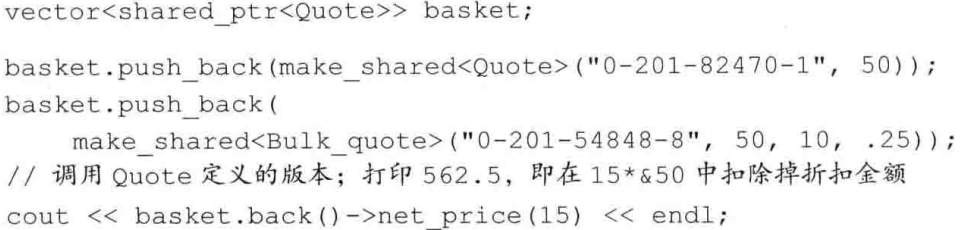 vector<shared_ptr<Quote>> basket;
basket.push_back(make_shared<Quote>("0-201-82470-1", 50));
basket.push_back(
    make_shared<Bulk_quote>("0-201-54848-8", 50, 10, .25));
// 调用 Quote 定义的版本；打印 562.5，即在 15*&50 中扣除掉折扣金额
cout << basket.back()->net_price(15) << endl;